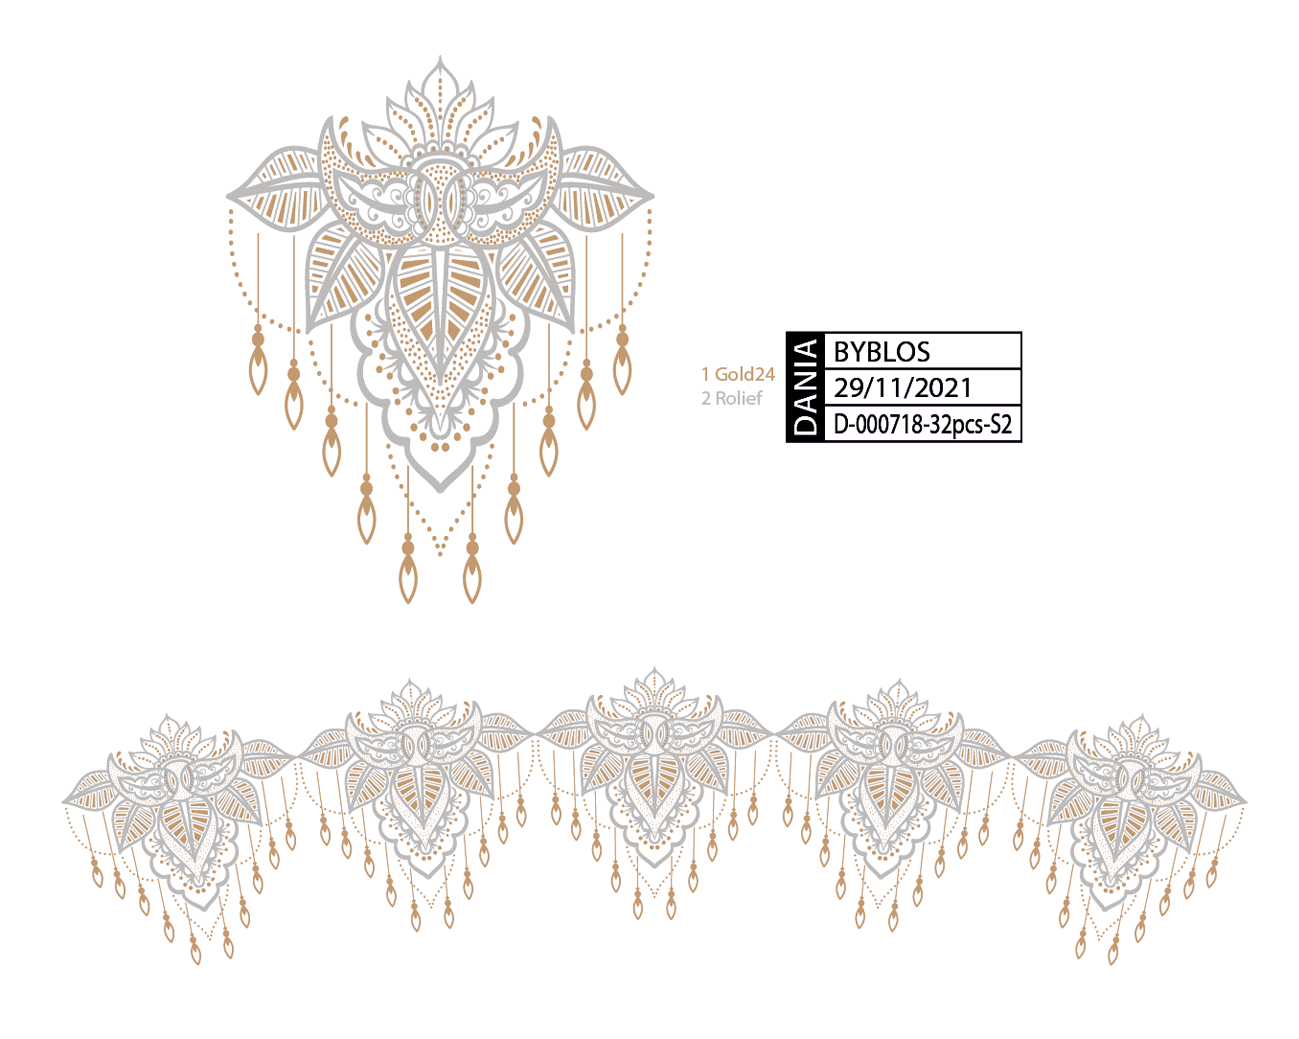 1 Gold24
2 Rolief
DANIA
BYBLOS
29/11/2021
D-000718-32pcs-S2